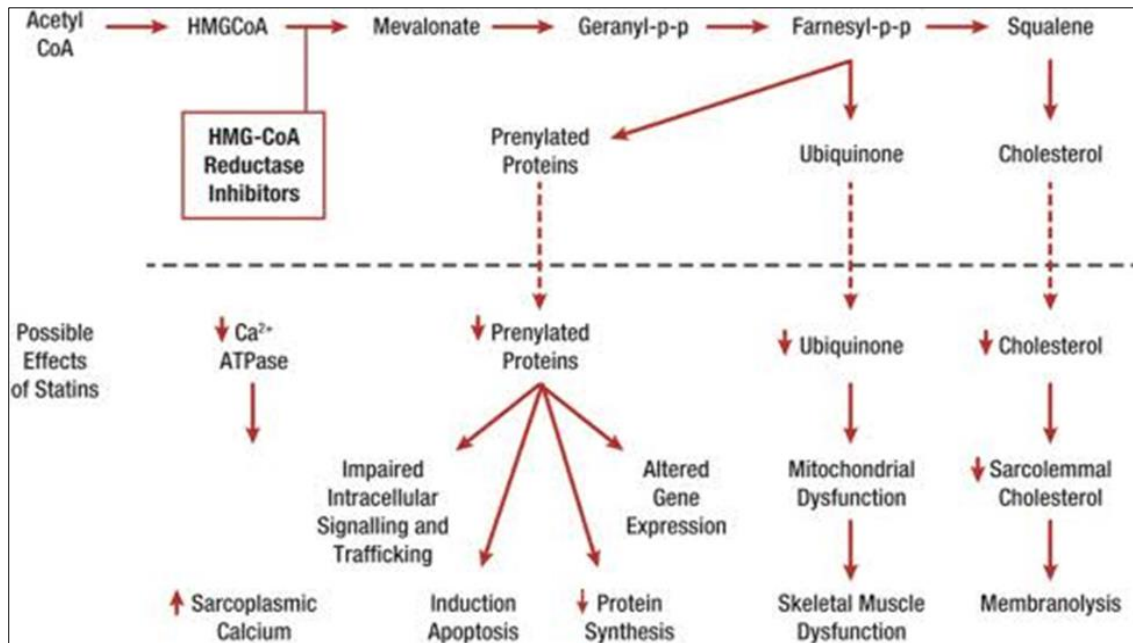 Acetyl
CoA
HMGCoA
Mevalonate
Geranyl-p-p
Farnesyl-p-p
Squalene
HMG-CoA
Reductase
Inhibitors
Prenylated
Proteins
Ubiquinone
Cholesterol
Possible
Effects
of Statins
Ca²⁺
ATPase
Prenylated
Proteins
Ubiquinone
Cholesterol
Impaired
Intracellular
Signalling and
Trafficking
Altered
Gene
Expression
Mitochondrial
Dysfunction
Sarcolemmal
Cholesterol
Sarcoplasmic
Calcium
Induction
Apoptosis
Protein
Synthesis
Skeletal Muscle
Dysfunction
Membranolysis